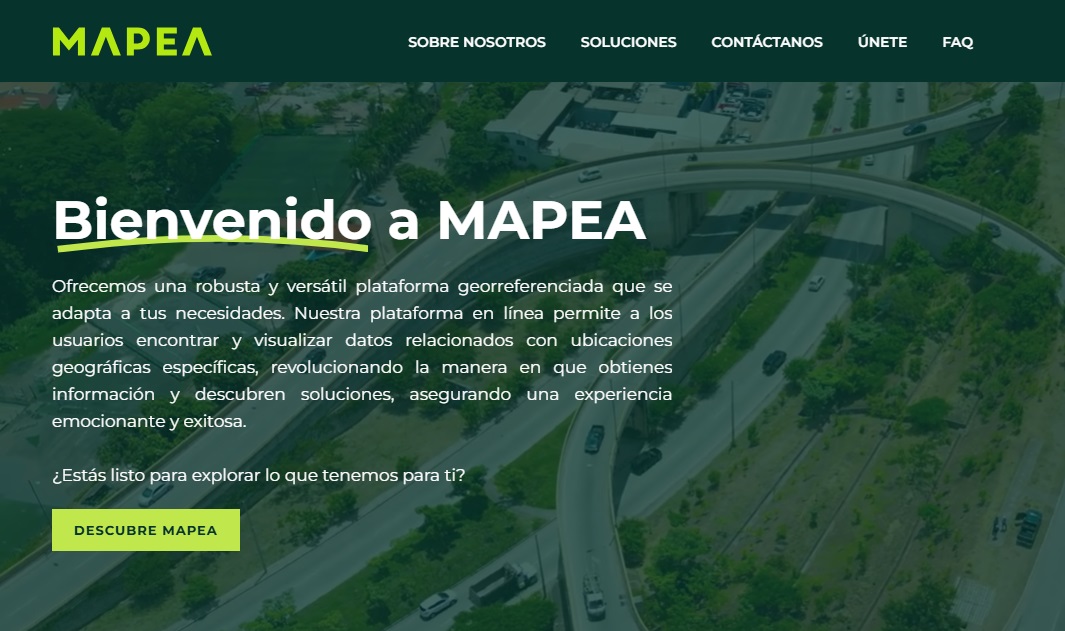 MAPEA
SOBRE NOSOTROS SOLUCIONES CONTÁCTANOS ÚNETE FAQ
Bienvenido a MAPEA
Ofrecemos una robusta y versátil plataforma georreferenciada que se
adapta a tus necesidades. Nuestra plataforma en línea permite a los
usuarios encontrar y visualizar datos relacionados con ubicaciones
geográficas específicas, revolucionando la manera en que obtienes
información y descubren soluciones, asegurando una experiencia
emocionante y exitosa.
¿Estás listo para explorar lo que tenemos para ti?
DESCUBRE MAPEA